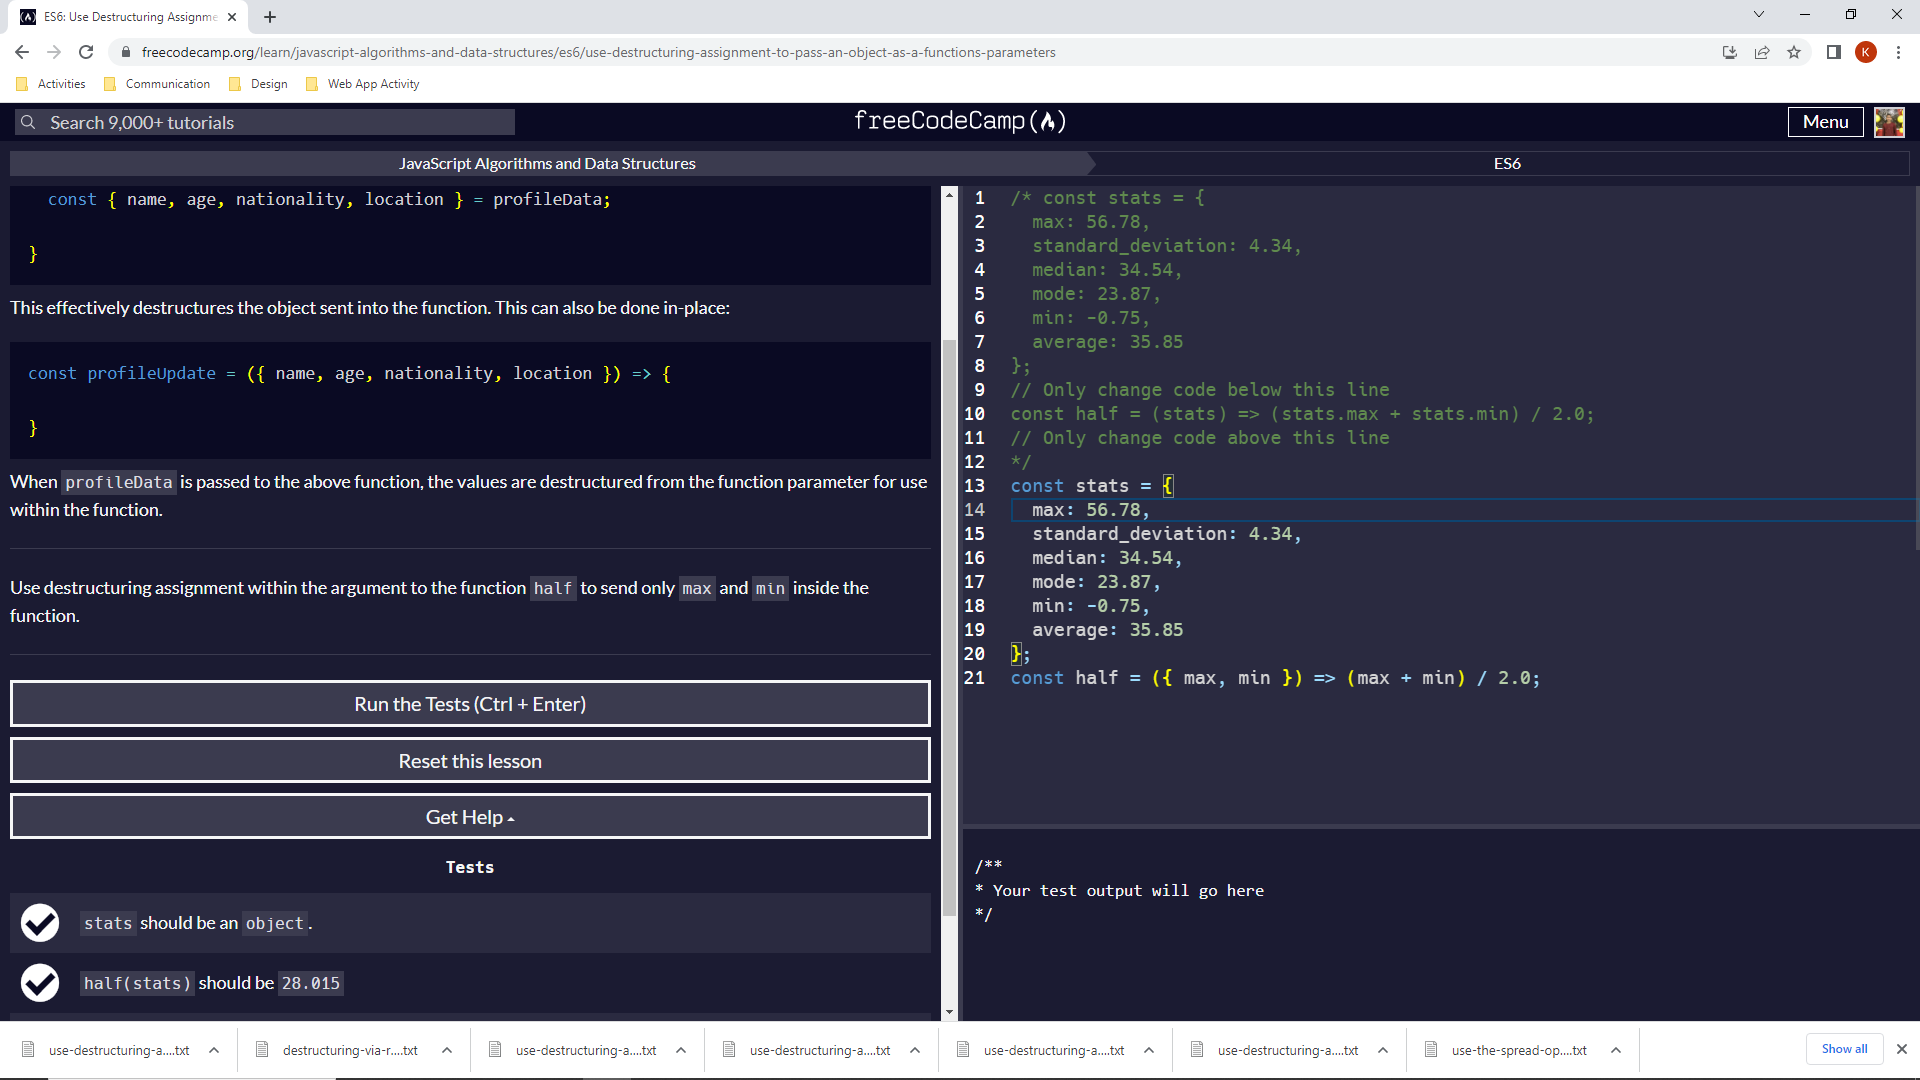 ES6: Use Destructuring Assignme
freecodecamp.org/learn/javascript-algorithms-and-data-structures/es6/use-destructuring-assignment-to-pass-an-object-as-a-functions-parameters
K
Activities
Communication
Design
Web App Activity
Search 9,000+ tutorials
freeCodeCamp
Menu
JavaScript Algorithms and Data Structures
ES6
const { name, age, nationality, location } = profileData;
}
This effectively destructures the object sent into the function. This can also be done in-place:
const profileUpdate = ({ name, age, nationality, location }) => {
}
When profileData is passed to the above function, the values are destructured from the function parameter for use
within the function.
Use destructuring assignment within the argument to the function half to send only max and min inside the
function.
Run the Tests (Ctrl + Enter)
Reset this lesson
Get Help
Tests
stats should be an object.
half(stats) should be 28.015
1 /* const stats = {
2 max: 56.78,
3 standard_deviation: 4.34,
4 median: 34.54,
5 mode: 23.87,
6 min: -0.75,
7 average: 35.85
8 };
9 // Only change code below this line
10 const half = (stats) => (stats.max + stats.min) / 2.0;
11 // Only change code above this line
12 */
13 const stats = {
14 max: 56.78,
15 standard_deviation: 4.34,
16 median: 34.54,
17 mode: 23.87,
18 min: -0.75,
19 average: 35.85
20 };
21 const half = ({ max, min }) => (max + min) / 2.0;
/**
* Your test output will go here
*/
use-destructuring-a....txt
destructuring-via-r....txt
use-destructuring-a....txt
use-destructuring-a....txt
use-destructuring-a....txt
use-destructuring-a....txt
use-the-spread-op....txt
Show all